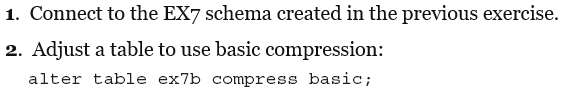 1. Connect to the EX7 schema created in the previous exercise.
2. Adjust a table to use basic compression:
alter table ex7b compress basic;